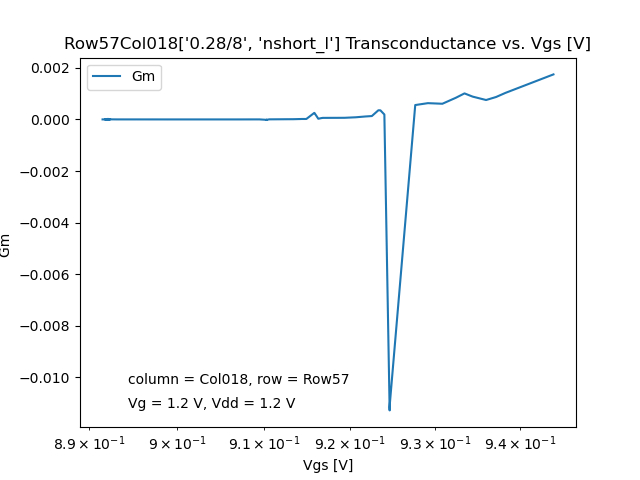 Row57Col018['0.28/8', 'nshort_l'] Transconductance vs. Vgs [V]
Gm
0.002
0.000
−0.002
−0.004
−0.006
−0.008
−0.010
Gm
column = Col018, row = Row57
Vg = 1.2 V, Vdd = 1.2 V
8.9 × 10⁻¹ 9 × 10⁻¹ 9.1 × 10⁻¹ 9.2 × 10⁻¹ 9.3 × 10⁻¹ 9.4 × 10⁻¹
Vgs [V]